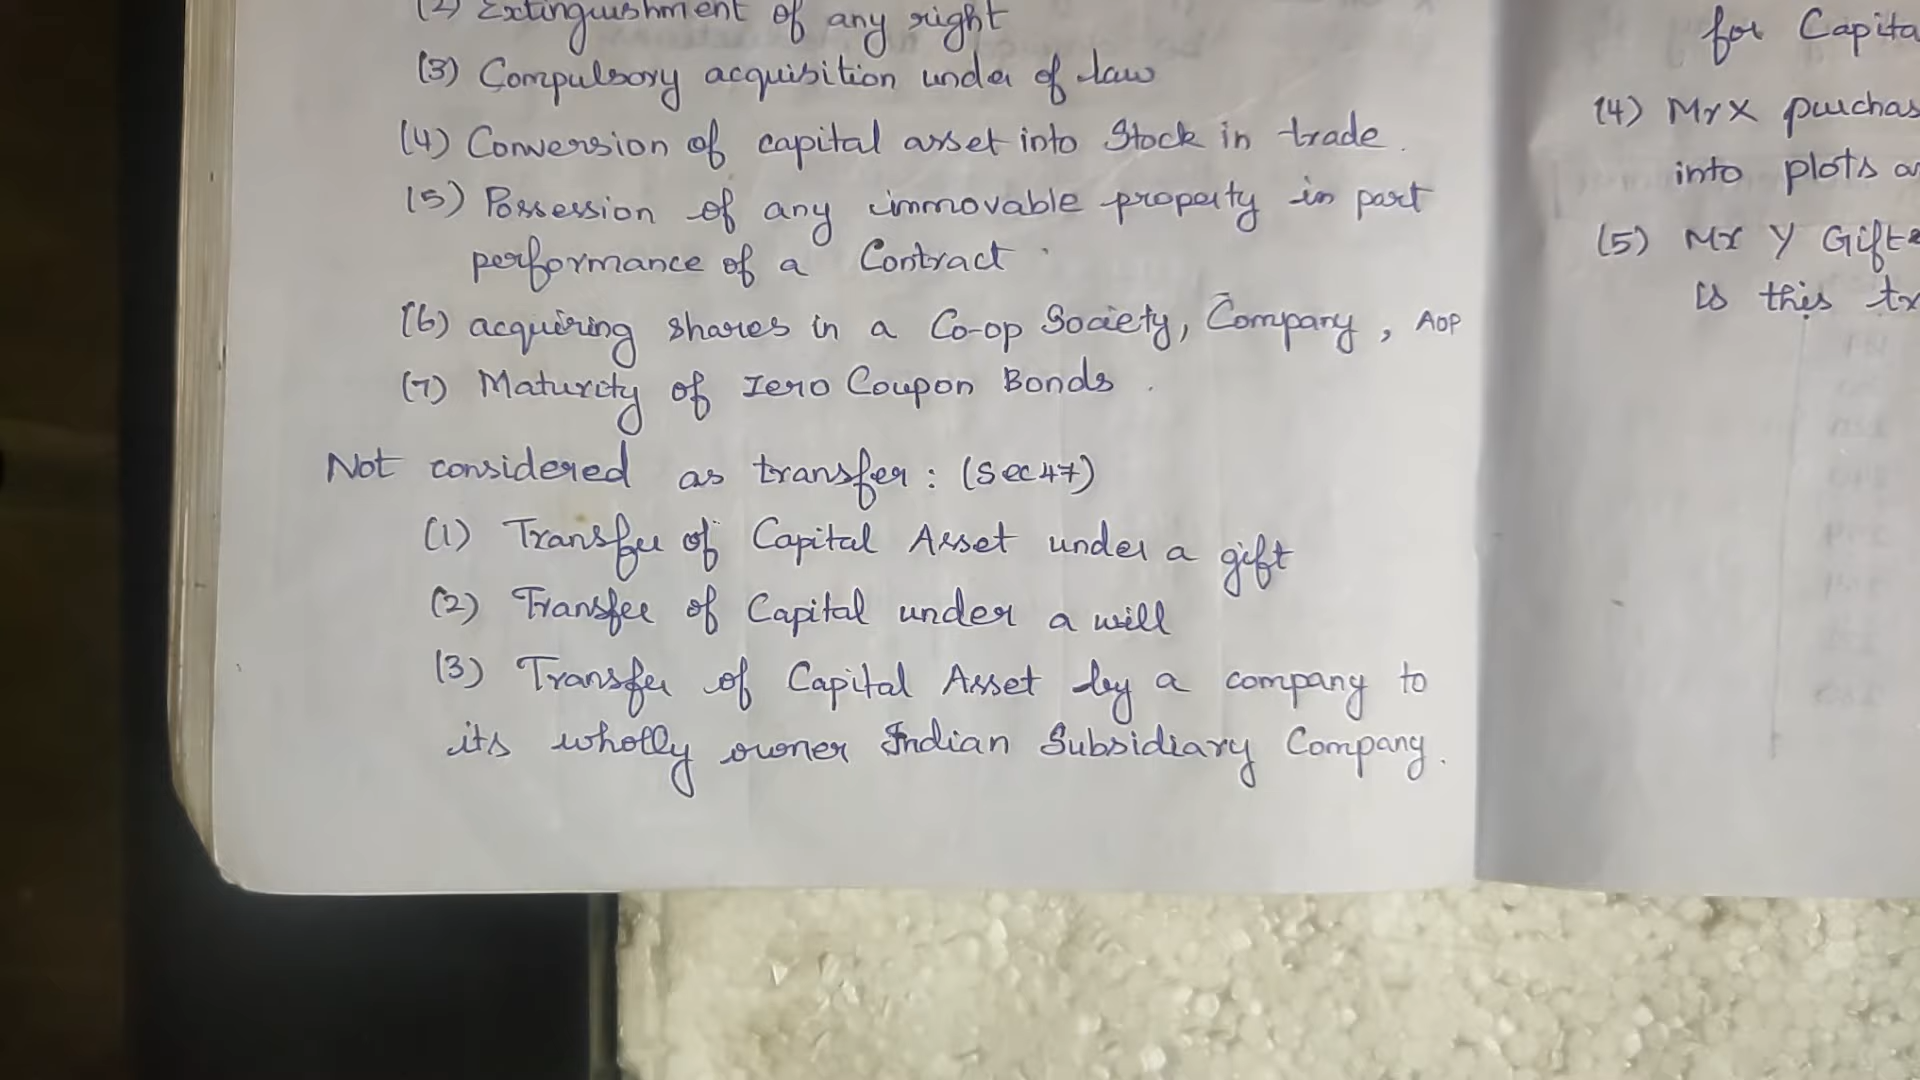 (2) Extinguishment of any right
(3) Compulsory acquisition under of law
(4) Conversion of capital asset into Stock in trade.
(5) Possession of any immovable property in part
performance of a Contract.
(6) acquiring shares in a Co-op Society, Company, AOP
(7) Maturity of Zero Coupon Bonds.
Not considered as transfer: (Sec 47)
(1) Transfer of Capital Asset under a gift
(2) Transfer of Capital under a will
(3) Transfer of Capital Asset by a company to
its wholly owner Indian Subsidiary Company.
for Capita
(4) Mr X purchas
into plots
(5) Mr Y Gift
is this